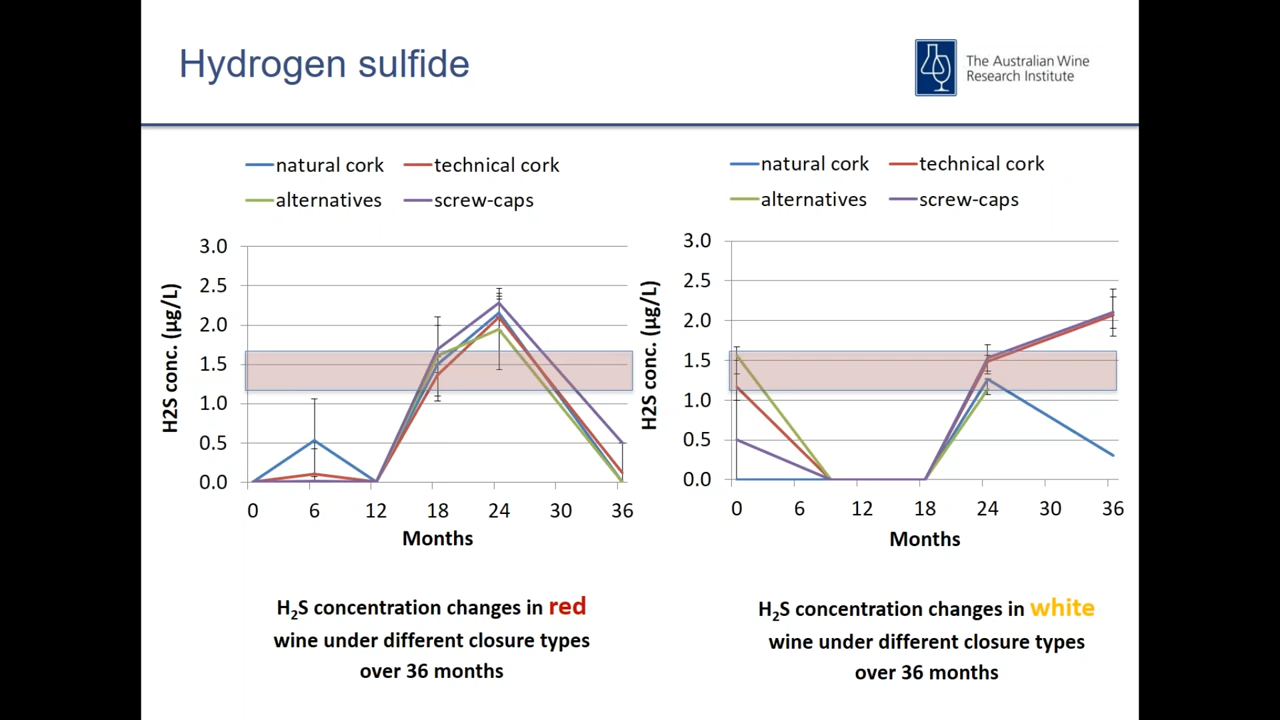 Hydrogen sulfide
The Australian Wine
Research Institute
natural cork technical cork
alternatives screw-caps
3.0
2.5
2.0
1.5
1.0
0.5
0.0
H2S conc. (µg/L)
0 6 12 18 24 30 36
Months
H₂S concentration changes in red
wine under different closure types
over 36 months
natural cork technical cork
alternatives screw-caps
3.0
2.5
2.0
1.5
1.0
0.5
0.0
H2S conc. (µg/L)
0 6 12 18 24 30 36
Months
H₂S concentration changes in white
wine under different closure types
over 36 months